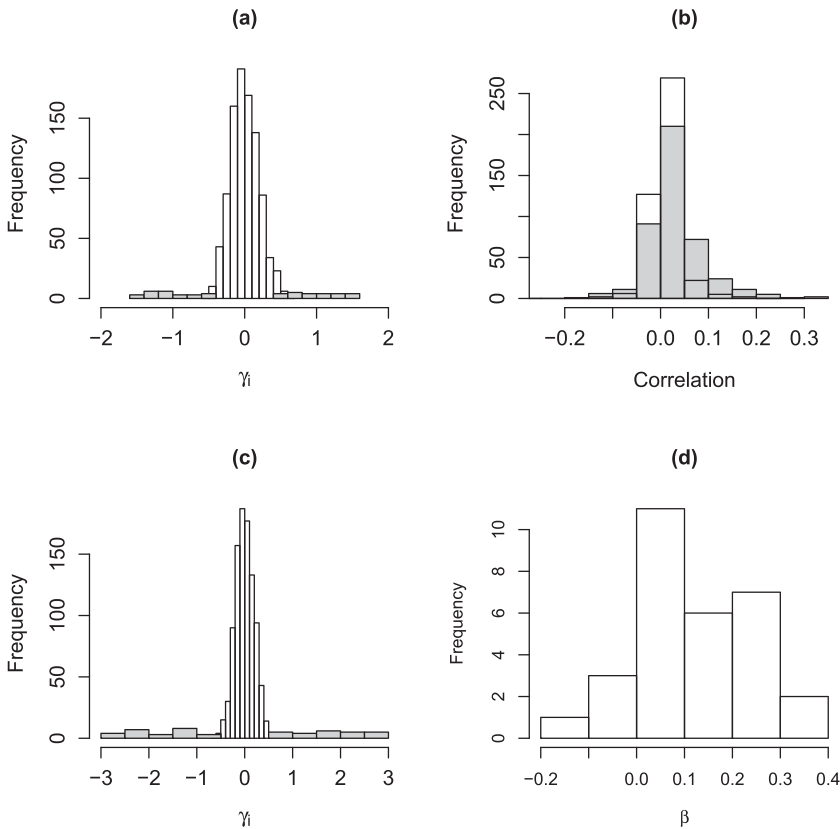 (a)
Frequency
0 50 100 150
−2 −1 0 1 2
γi
(b)
Frequency
0 50 150 250
−0.2 0.0 0.1 0.2 0.3
Correlation
(c)
Frequency
0 50 100 150
−3 −2 −1 0 1 2 3
γi
(d)
Frequency
0 2 4 6 8 10
−0.2 0.0 0.1 0.2 0.3 0.4
β